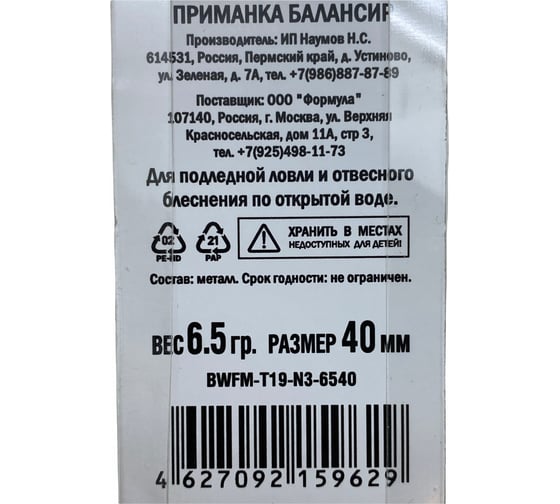 ПРИМАНКА БАЛАНСИР
Производитель: ИП Наумов Н.С.
614531, Россия, Пермский край, д. Устиново,
ул. Зеленая, д. 7А, тел. +7(986)887-87-89
Поставщик: ООО "Формула"
107140, Россия, г. Москва, ул. Верхняя
Красносельская, дом 11А, стр 3,
тел. +7(925)498-11-73
Для подледной ловли и отвесного
блеснения по открытой воде.
02 21
PE-HD PAP
ХРАНИТЬ В МЕСТАХ
НЕДОСТУПНЫХ ДЛЯ ДЕТЕЙ!
Состав: металл. Срок годности: не ограничен.
ВЕС 6.5 гр. РАЗМЕР 40 мм
BWFM-T19-N3-6540
4 627092 159629